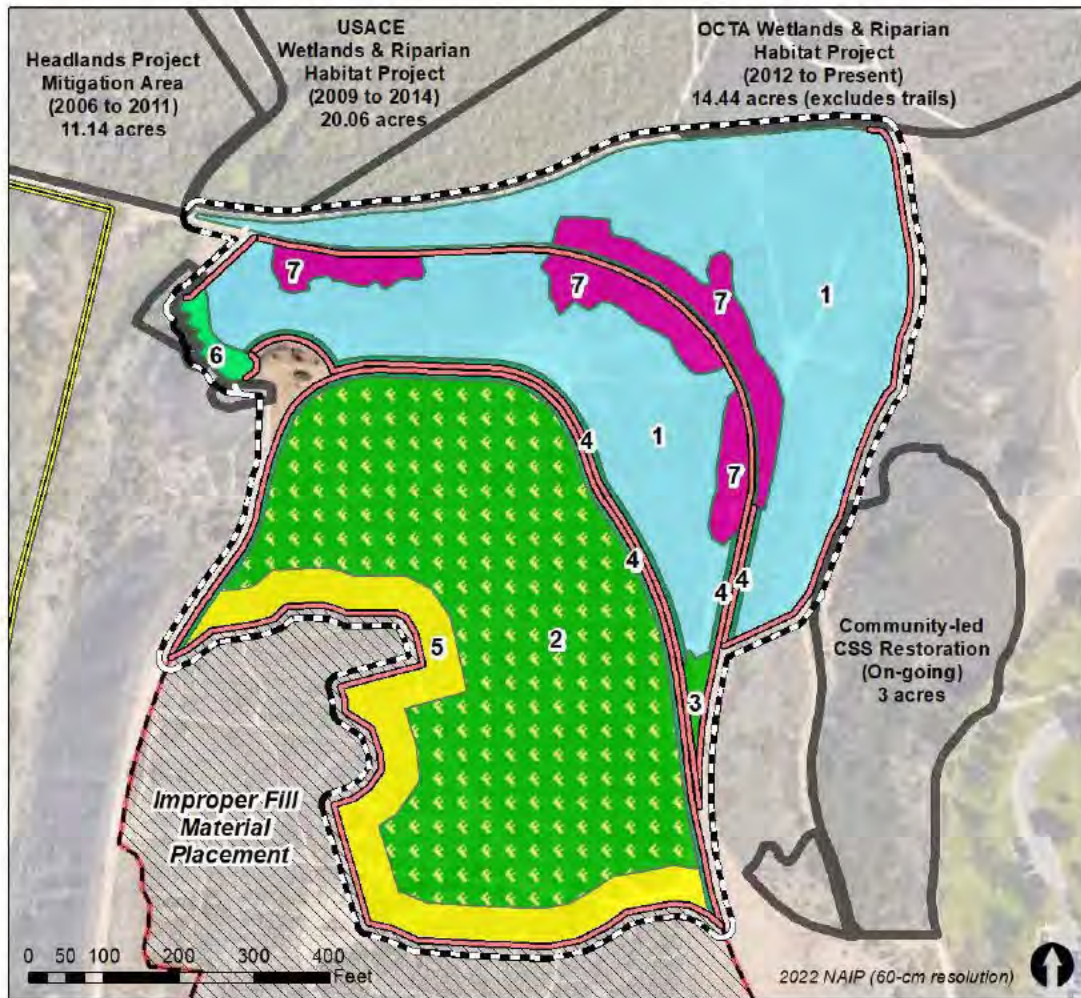 Headlands Project
Mitigation Area
(2006 to 2011)
11.14 acres
USACE
Wetlands & Riparian
Habitat Project
(2009 to 2014)
20.06 acres
OCTA Wetlands & Riparian
Habitat Project
(2012 to Present)
14.44 acres (excludes trails)
7
7
7
1
6
4
1
7
4
4
4
5
2
3
Community-led
CSS Restoration
(On-going)
3 acres
Improper Fill
Material
Placement
0 50 100 200 300 400
Feet
2022 NAIP (60-cm resolution)